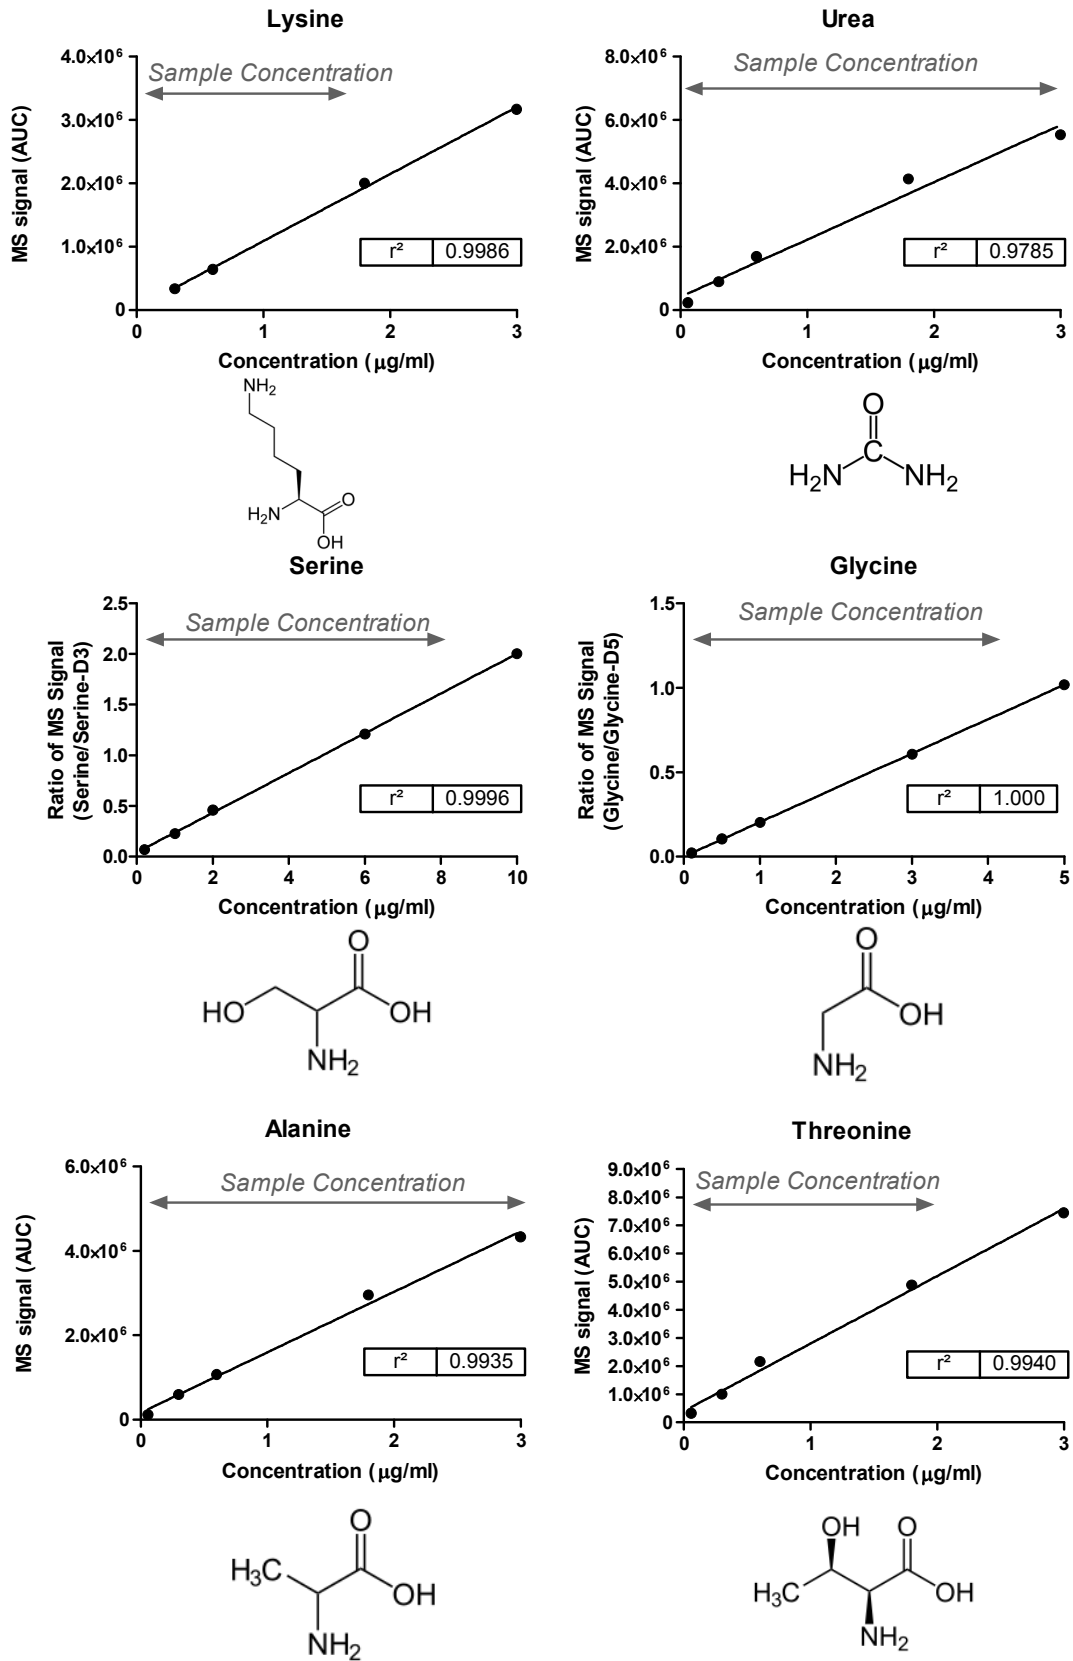 Lysine
4.0×10⁶
3.0×10⁶
2.0×10⁶
1.0×10⁶
0
MS signal (AUC)
Sample Concentration
r² 0.9986
0 1 2 3
Concentration (µg/ml)
NH₂
H₂N
O
OH
Urea
8.0×10⁶
6.0×10⁶
4.0×10⁶
2.0×10⁶
0
MS signal (AUC)
Sample Concentration
r² 0.9785
0 1 2 3
Concentration (µg/ml)
O
C
H₂N
NH₂
Serine
2.5
2.0
1.5
1.0
0.5
0.0
Ratio of MS Signal
(Serine/Serine-D3)
Sample Concentration
r² 0.9996
0 2 4 6 8 10
Concentration (µg/ml)
O
HO
OH
NH₂
Glycine
1.5
1.0
0.5
0.0
Ratio of MS Signal
(Glycine/Glycine-D5)
Sample Concentration
r² 1.000
0 1 2 3 4 5
Concentration (µg/ml)
O
OH
NH₂
Alanine
6.0×10⁶
4.0×10⁶
2.0×10⁶
0
MS signal (AUC)
Sample Concentration
r² 0.9935
0 1 2 3
Concentration (µg/ml)
O
H₃C
OH
NH₂
Threonine
9.0×10⁶
8.0×10⁶
7.0×10⁶
6.0×10⁶
5.0×10⁶
4.0×10⁶
3.0×10⁶
2.0×10⁶
1.0×10⁶
0
MS signal (AUC)
Sample Concentration
r² 0.9940
0 1 2 3
Concentration (µg/ml)
OH
O
H₃C
OH
NH₂